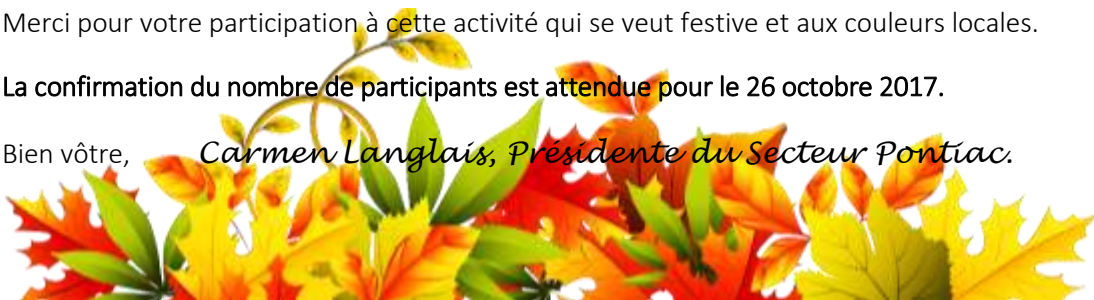 Merci pour votre participation à cette activité qui se veut festive et aux couleurs locales.
La confirmation du nombre de participants est attendue pour le 26 octobre 2017.
Bien vôtre, Carmen Langlais, Présidente du Secteur Pontiac.